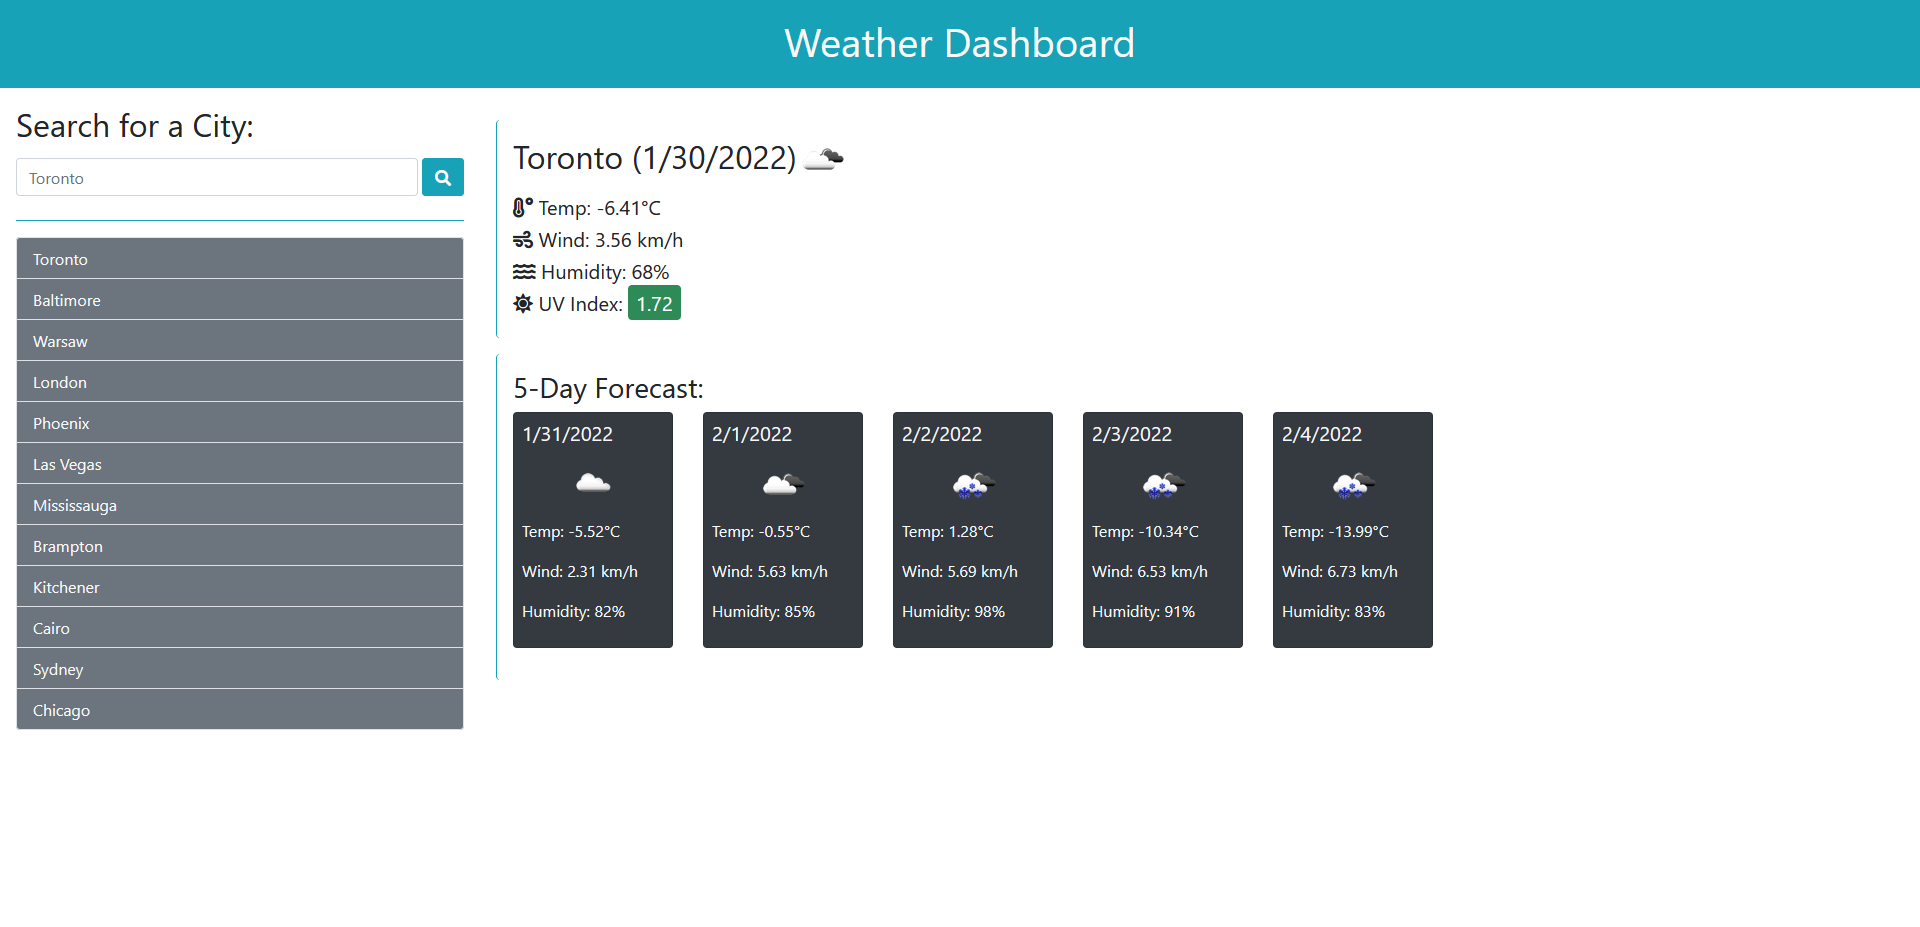 Weather Dashboard
Search for a City:
Toronto
Toronto
Baltimore
Warsaw
London
Phoenix
Las Vegas
Mississauga
Brampton
Kitchener
Cairo
Sydney
Chicago
Toronto (1/30/2022)
Temp: -6.41°C
Wind: 3.56 km/h
Humidity: 68%
UV Index: 1.72
5-Day Forecast:
1/31/2022
Temp: -5.52°C
Wind: 2.31 km/h
Humidity: 82%
2/1/2022
Temp: -0.55°C
Wind: 5.63 km/h
Humidity: 85%
2/2/2022
Temp: 1.28°C
Wind: 5.69 km/h
Humidity: 98%
2/3/2022
Temp: -10.34°C
Wind: 6.53 km/h
Humidity: 91%
2/4/2022
Temp: -13.99°C
Wind: 6.73 km/h
Humidity: 83%